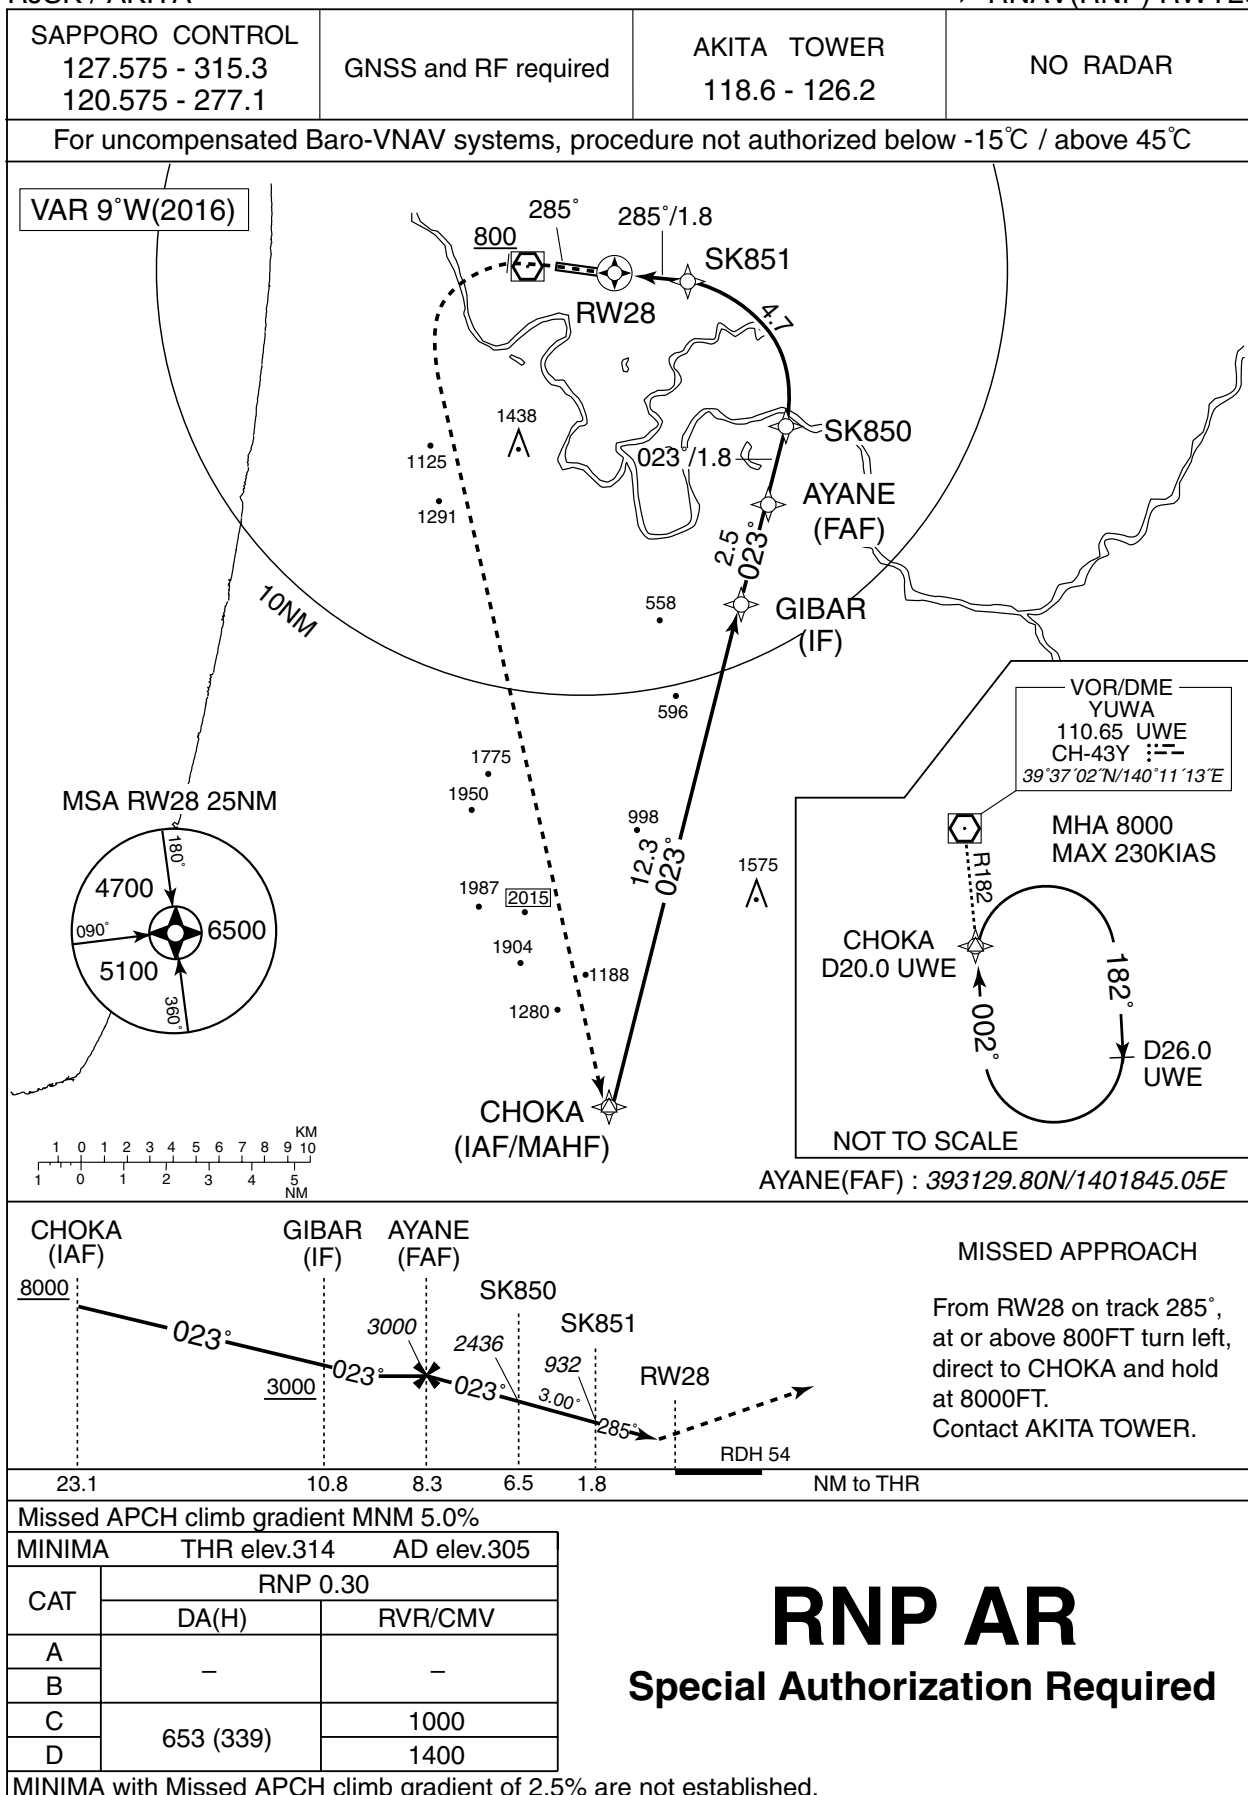 SAPPORO CONTROL
127.575 - 315.3
120.575 - 277.1
GNSS and RF required
AKITA TOWER
118.6 - 126.2
NO RADAR
For uncompensated Baro-VNAV systems, procedure not authorized below -15℃ / above 45℃
VAR 9°W(2016)
285°
285°/1.8
800
SK851
RW28
4.7
1438
SK850
1125
023°/1.8
AYANE
(FAF)
1291
2.5
023°
10NM
558
GIBAR
(IF)
596
VOR/DME
YUWA
110.65 UWE
CH-43Y
39°37´02˝N/140°11´13˝E
1775
1950
MSA RW28 25NM
180°
4700
090°
6500
5100
360°
998
12.3
023°
1575
1987
2015
1904
1188
1280
MHA 8000
MAX 230KIAS
R182
CHOKA
D20.0 UWE
182°
002°
D26.0
UWE
NOT TO SCALE
CHOKA
(IAF/MAHF)
KM
1 0 1 2 3 4 5 6 7 8 9 10
1 0 1 2 3 4 5
NM
AYANE(FAF) : 393129.80N/1401845.05E
CHOKA
(IAF)
GIBAR
(IF)
AYANE
(FAF)
SK850
SK851
RW28
8000
023°
3000
023°
3000
023°
2436
3.00°
932
285°
RDH 54
23.1
10.8
8.3
6.5
1.8
NM to THR
MISSED APPROACH
From RW28 on track 285°,
at or above 800FT turn left,
direct to CHOKA and hold
at 8000FT.
Contact AKITA TOWER.
Missed APCH climb gradient MNM 5.0%
MINIMA THR elev.314 AD elev.305
CAT
RNP 0.30
DA(H)
RVR/CMV
A
B
–
–
C
D
653 (339)
1000
1400
RNP AR
Special Authorization Required
MINIMA with Missed APCH climb gradient of 2.5% are not established.